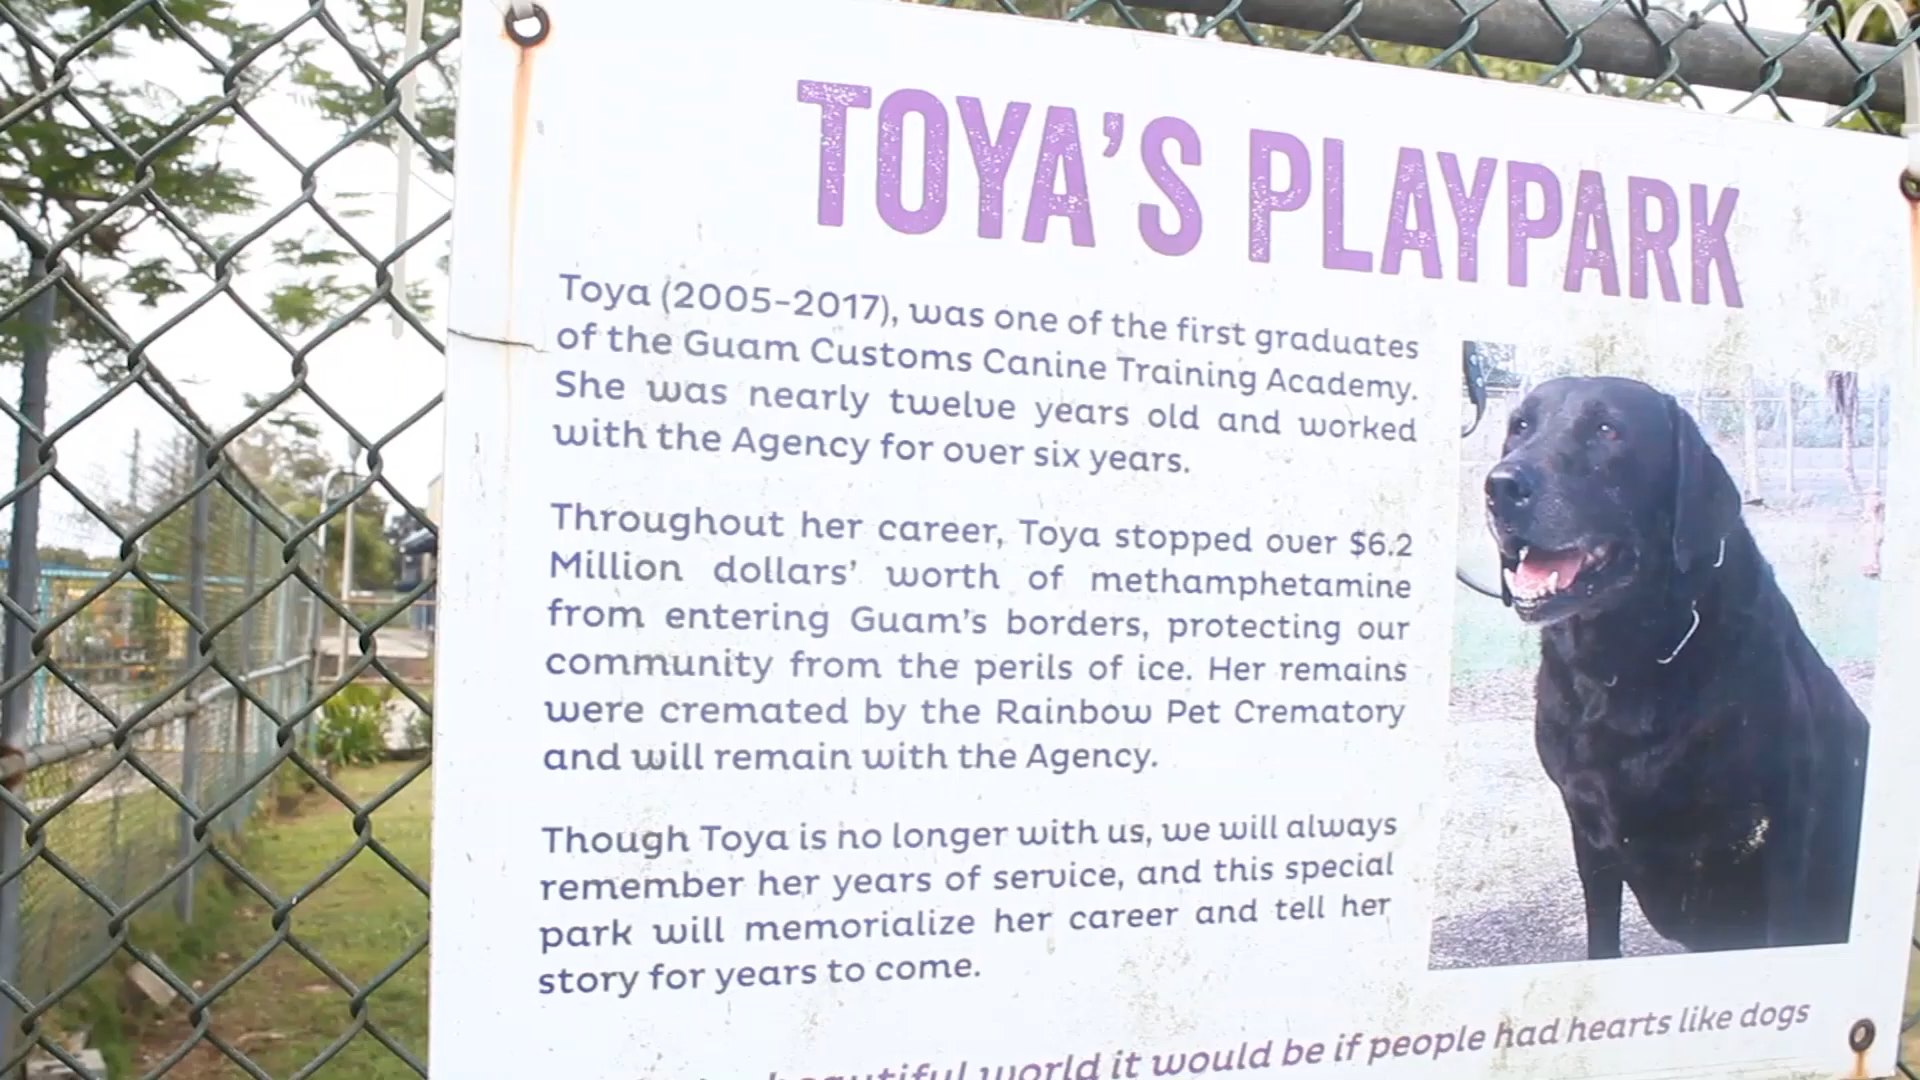 TOYA'S PLAYPARK
Toya (2005-2017), was one of the first graduates
of the Guam Customs Canine Training Academy.
She was nearly twelve years old and worked
with the Agency for over six years.
Throughout her career, Toya stopped over $6.2
Million dollars' worth of methamphetamine
from entering Guam's borders, protecting our
community from the perils of ice. Her remains
were cremated by the Rainbow Pet Crematory
and will remain with the Agency.
Though Toya is no longer with us, we will always
remember her years of service, and this special
park will memorialize her career and tell her
story for years to come.
beautiful world it would be if people had hearts like dogs